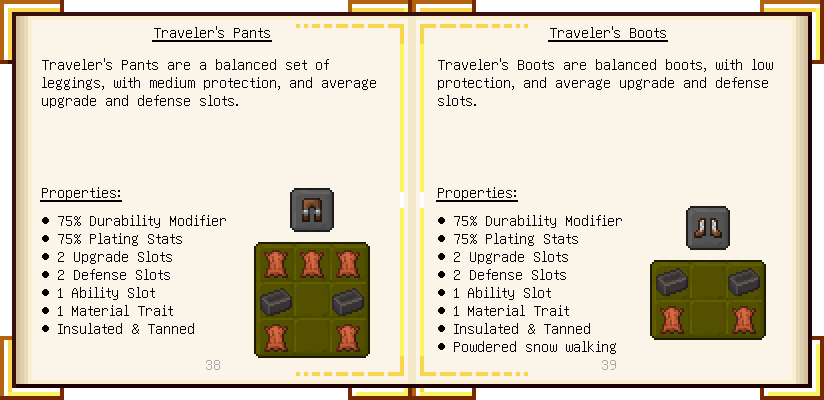 Traveler's Pants
Traveler's Pants are a balanced set of
leggings, with medium protection, and average
upgrade and defense slots.
Properties:
• 75% Durability Modifier
• 75% Plating Stats
• 2 Upgrade Slots
• 2 Defense Slots
• 1 Ability Slot
• 1 Material Trait
• Insulated & Tanned
38
Traveler's Boots
Traveler's Boots are balanced boots, with low
protection, and average upgrade and defense
slots.
Properties:
• 75% Durability Modifier
• 75% Plating Stats
• 2 Upgrade Slots
• 2 Defense Slots
• 1 Ability Slot
• 1 Material Trait
• Insulated & Tanned
• Powdered snow walking
39